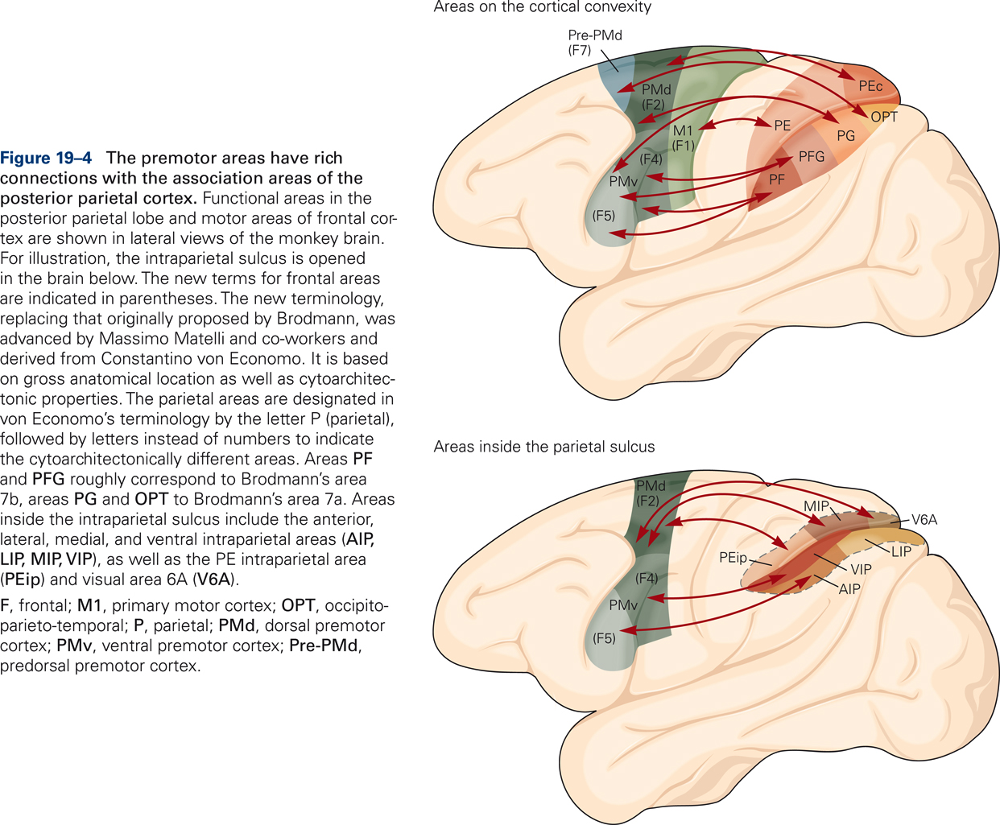 Areas on the cortical convexity
Pre-PMd
(F7)
PMd
(F2)
M1
(F1)
(F4)
PMv
(F5)
PEc
OPT
PE
PG
PFG
PF
Figure 19–4 The premotor areas have rich
connections with the association areas of the
posterior parietal cortex. Functional areas in the
posterior parietal lobe and motor areas of frontal cor-
tex are shown in lateral views of the monkey brain.
For illustration, the intraparietal sulcus is opened
in the brain below. The new terms for frontal areas
are indicated in parentheses. The new terminology,
replacing that originally proposed by Brodmann, was
advanced by Massimo Matelli and co-workers and
derived from Constantino von Economo. It is based
on gross anatomical location as well as cytoarchitec-
tonic properties. The parietal areas are designated in
von Economo’s terminology by the letter P (parietal),
followed by letters instead of numbers to indicate
the cytoarchitectonically different areas. Areas PF
and PFG roughly correspond to Brodmann’s area
7b, areas PG and OPT to Brodmann’s area 7a. Areas
inside the intraparietal sulcus include the anterior,
lateral, medial, and ventral intraparietal areas (AIP,
LIP, MIP, VIP), as well as the PE intraparietal area
(PEip) and visual area 6A (V6A).
F, frontal; M1, primary motor cortex; OPT, occipito-
parieto-temporal; P, parietal; PMd, dorsal premotor
cortex; PMv, ventral premotor cortex; Pre-PMd,
predorsal premotor cortex.
Areas inside the parietal sulcus
PMd
(F2)
(F4)
PMv
(F5)
MIP
V6A
PEip
LIP
VIP
AIP